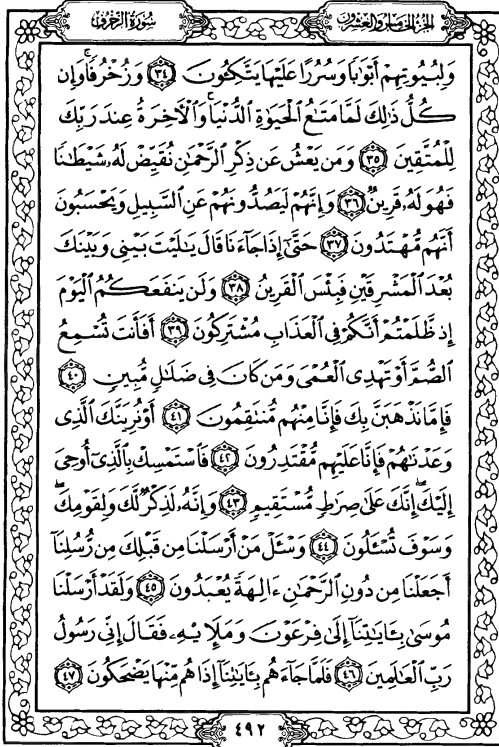 الجزء الخامس والعشرون
سورة الزخرف
وَلِبُيُوتِهِمْ أَبْوَٰبًا وَسُرُرًا عَلَيْهَا يَتَّكِـُٔونَ ﴿٣٤﴾ وَزُخْرُفًا ۚ وَإِن
كُلُّ ذَٰلِكَ لَمَّا مَتَـٰعُ ٱلْحَيَوٰةِ ٱلدُّنْيَا ۚ وَٱلْـَٔاخِرَةُ عِندَ رَبِّكَ
لِلْمُتَّقِينَ ﴿٣٥﴾ وَمَن يَعْشُ عَن ذِكْرِ ٱلرَّحْمَـٰنِ نُقَيِّضْ لَهُۥ شَيْطَـٰنًا
فَهُوَ لَهُۥ قَرِينٌ ﴿٣٦﴾ وَإِنَّهُمْ لَيَصُدُّونَهُمْ عَنِ ٱلسَّبِيلِ وَيَحْسَبُونَ
أَنَّهُم مُّهْتَدُونَ ﴿٣٧﴾ حَتَّىٰٓ إِذَا جَآءَنَا قَالَ يَـٰلَيْتَ بَيْنِى وَبَيْنَكَ
بُعْدَ ٱلْمَشْرِقَيْنِ فَبِئْسَ ٱلْقَرِينُ ﴿٣٨﴾ وَلَن يَنفَعَكُمُ ٱلْيَوْمَ
إِذ ظَّلَمْتُمْ أَنَّكُمْ فِى ٱلْعَذَابِ مُشْتَرِكُونَ ﴿٣٩﴾ أَفَأَنتَ تُسْمِعُ
ٱلصُّمَّ أَوْ تَهْدِى ٱلْعُمْىَ وَمَن كَانَ فِى ضَلَـٰلٍ مُّبِينٍ ﴿٤٠﴾
فَإِمَّا نَذْهَبَنَّ بِكَ فَإِنَّا مِنْهُم مُّنتَقِمُونَ ﴿٤١﴾ أَوْ نُرِيَنَّكَ ٱلَّذِى
وَعَدْنَـٰهُمْ فَإِنَّا عَلَيْهِم مُّقْتَدِرُونَ ﴿٤٢﴾ فَٱسْتَمْسِكْ بِٱلَّذِىٓ أُوحِىَ
إِلَيْكَ ۖ إِنَّكَ عَلَىٰ صِرَٰطٍ مُّسْتَقِيمٍ ﴿٤٣﴾ وَإِنَّهُۥ لَذِكْرٌ لَّكَ وَلِقَوْمِكَ ۖ
وَسَوْفَ تُسْـَٔلُونَ ﴿٤٤﴾ وَسْـَٔلْ مَنْ أَرْسَلْنَا مِن قَبْلِكَ مِن رُّسُلِنَآ
أَجَعَلْنَا مِن دُونِ ٱلرَّحْمَـٰنِ ءَالِهَةً يُعْبَدُونَ ﴿٤٥﴾ وَلَقَدْ أَرْسَلْنَا
مُوسَىٰ بِـَٔايَـٰتِنَآ إِلَىٰ فِرْعَوْنَ وَمَلَإِي۟هِۦ فَقَالَ إِنِّى رَسُولُ
رَبِّ ٱلْعَـٰلَمِينَ ﴿٤٦﴾ فَلَمَّا جَآءَهُم بِـَٔايَـٰتِنَآ إِذَا هُم مِّنْهَا يَضْحَكُونَ ﴿٤٧﴾
٤٩٢